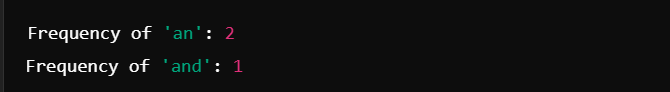 Frequency of 'an': 2
Frequency of 'and': 1